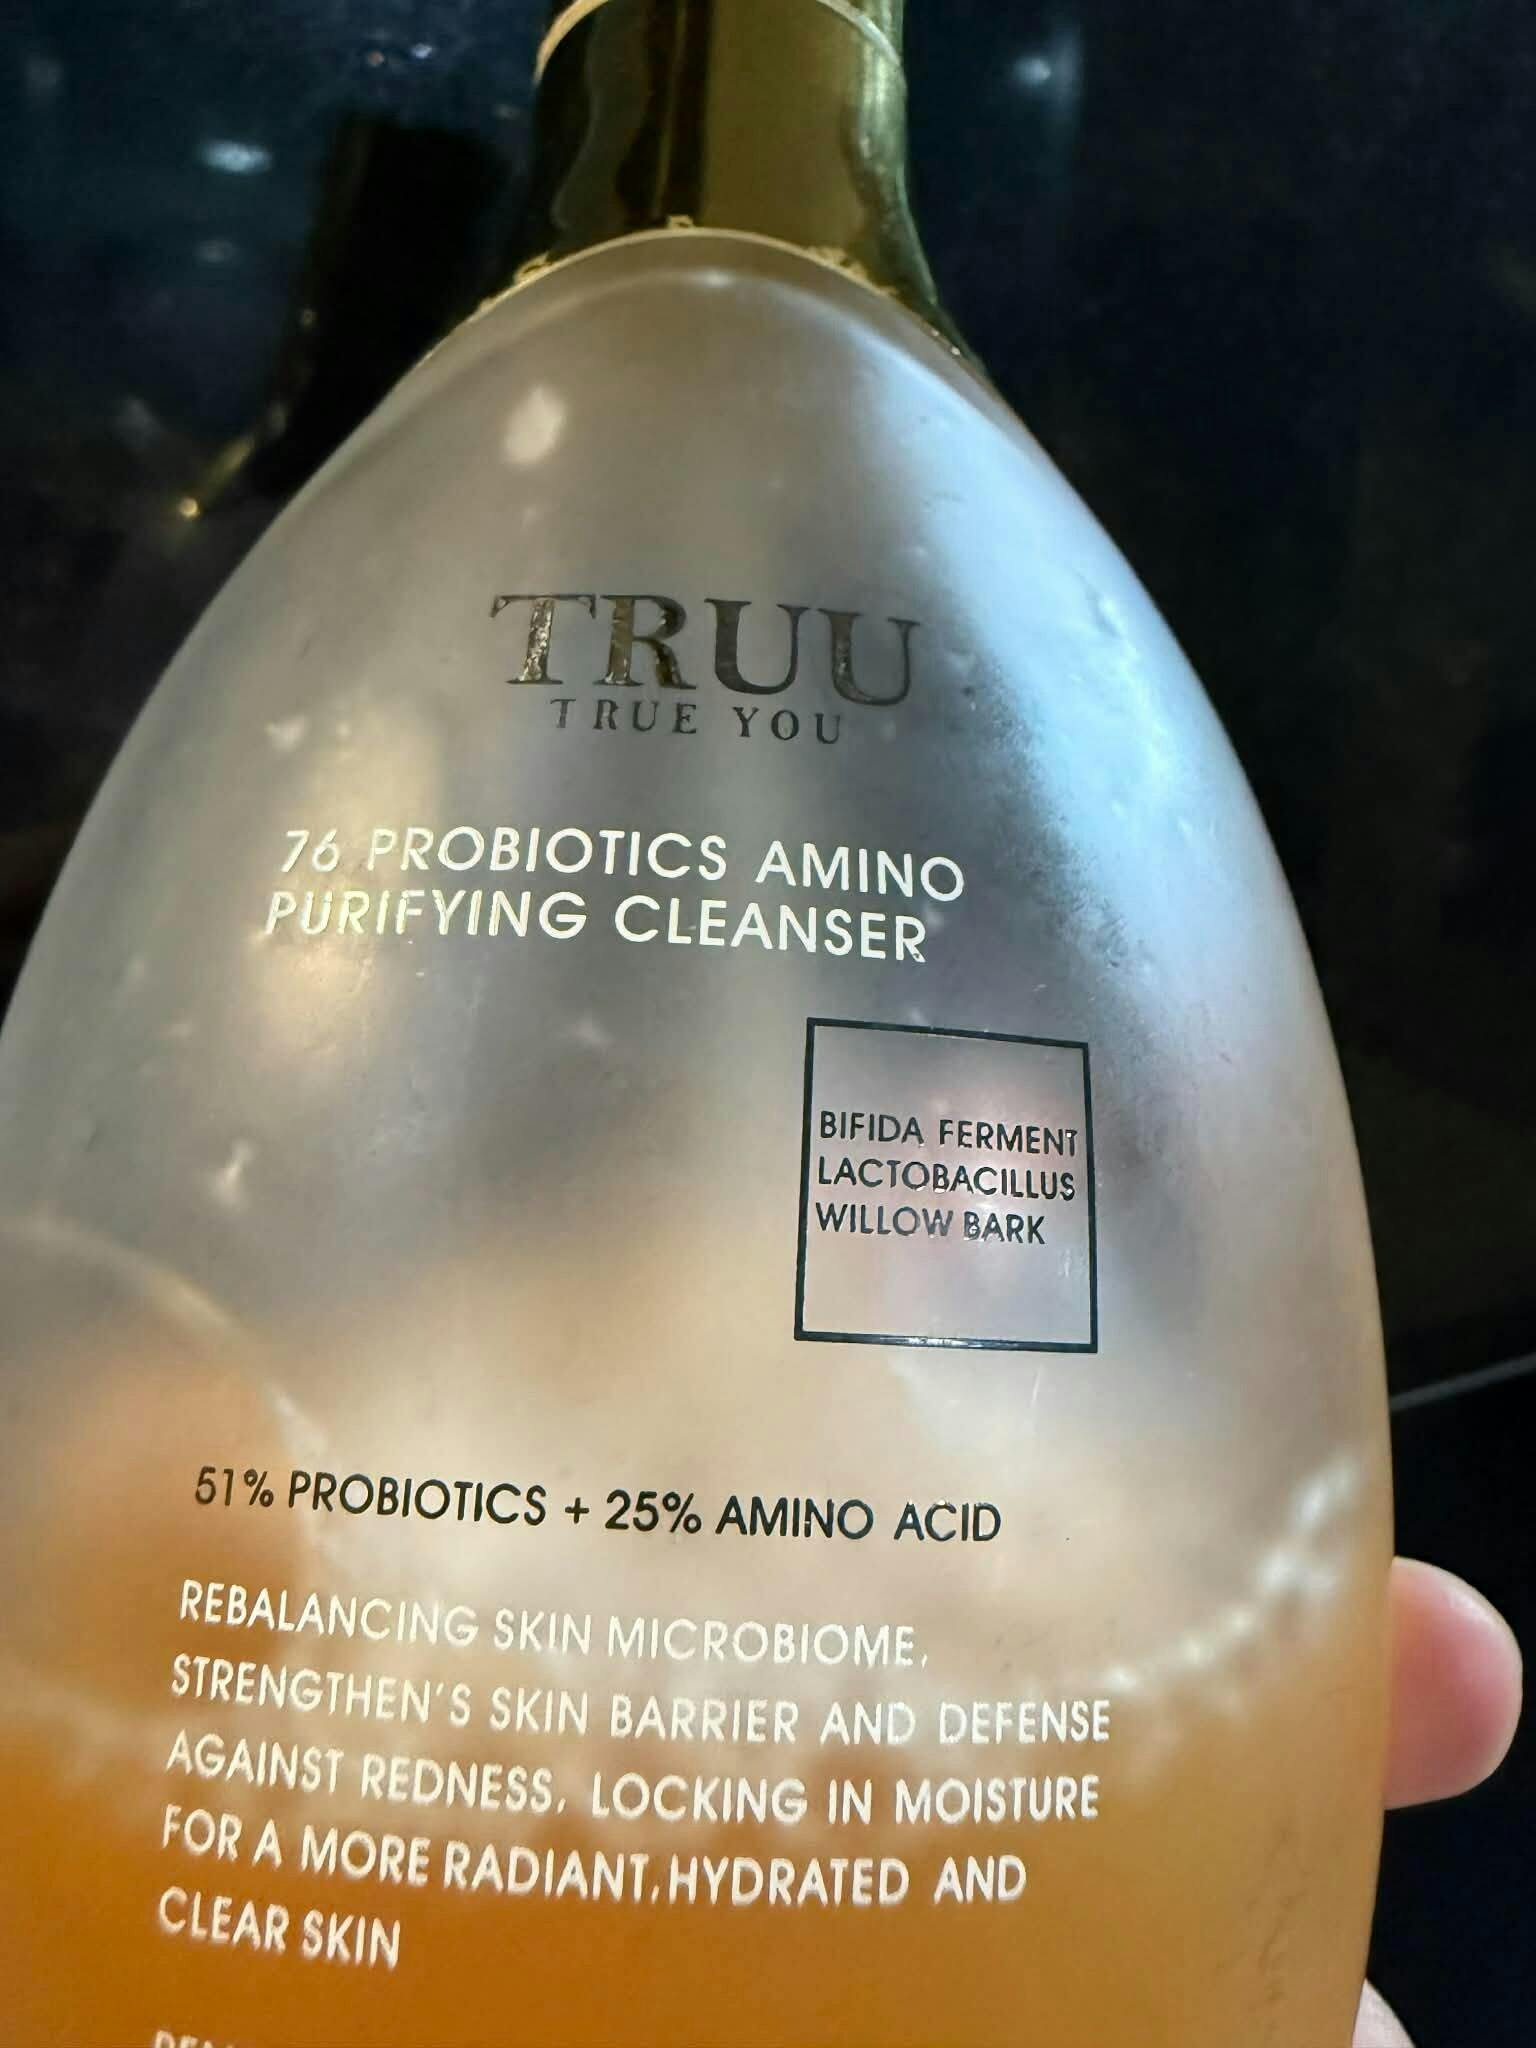 TRUU
TRUE YOU
76 PROBIOTICS AMINO
PURIFYING CLEANSER
BIFIDA FERMENT
LACTOBACILLUS
WILLOW BARK
51% PROBIOTICS + 25% AMINO ACID
REBALANCING SKIN MICROBIOME,
STRENGTHEN'S SKIN BARRIER AND DEFENSE
AGAINST REDNESS, LOCKING IN MOISTURE
FOR A MORE RADIANT,HYDRATED AND
CLEAR SKIN